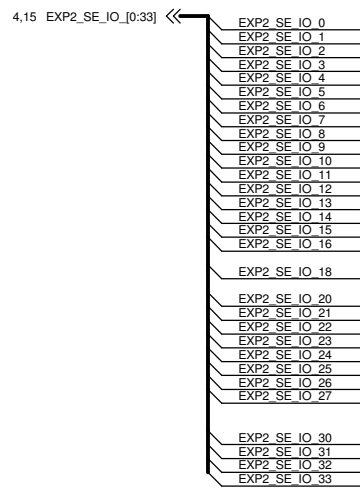 4,15 EXP2_SE_IO_[0:33]
EXP2_SE_IO_0
EXP2_SE_IO_1
EXP2_SE_IO_2
EXP2_SE_IO_3
EXP2_SE_IO_4
EXP2_SE_IO_5
EXP2_SE_IO_6
EXP2_SE_IO_7
EXP2_SE_IO_8
EXP2_SE_IO_9
EXP2_SE_IO_10
EXP2_SE_IO_11
EXP2_SE_IO_12
EXP2_SE_IO_13
EXP2_SE_IO_14
EXP2_SE_IO_15
EXP2_SE_IO_16
EXP2_SE_IO_18
EXP2_SE_IO_20
EXP2_SE_IO_21
EXP2_SE_IO_22
EXP2_SE_IO_23
EXP2_SE_IO_24
EXP2_SE_IO_25
EXP2_SE_IO_26
EXP2_SE_IO_27
EXP2_SE_IO_30
EXP2_SE_IO_31
EXP2_SE_IO_32
EXP2_SE_IO_33